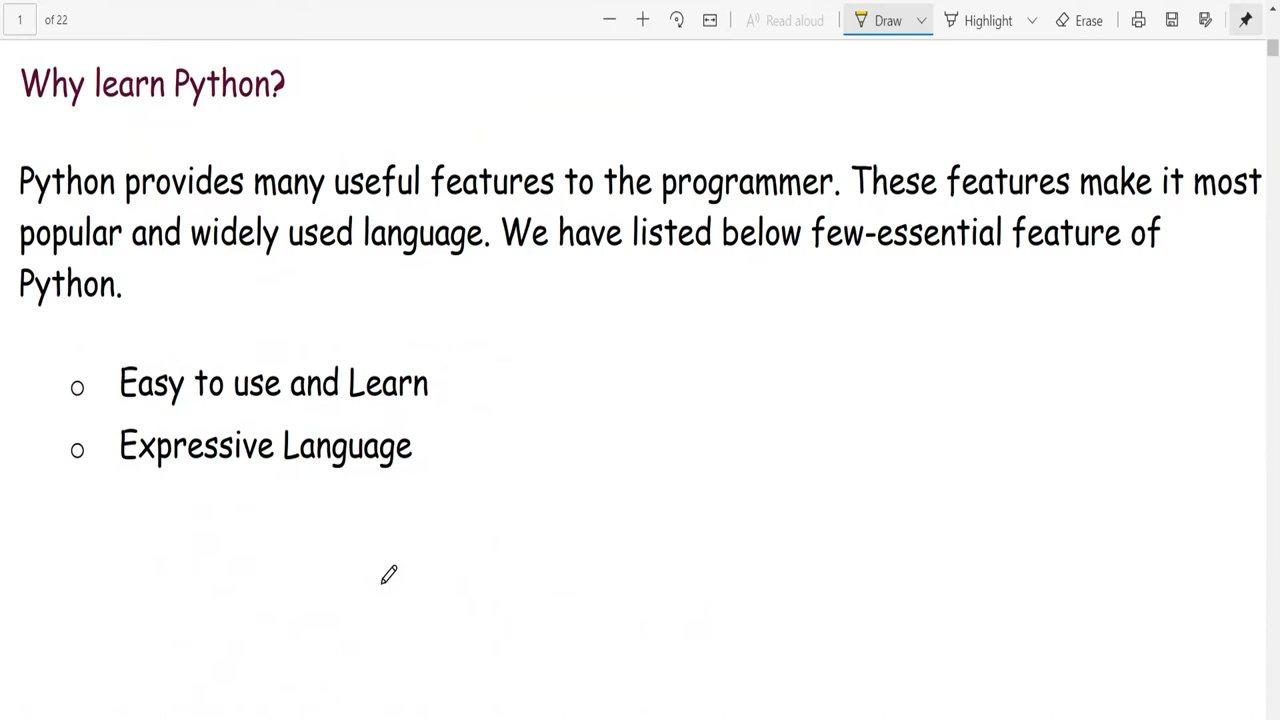 1 of 22 Read aloud Draw Highlight Erase
Why learn Python?
Python provides many useful features to the programmer. These features make it most
popular and widely used language. We have listed below few-essential feature of
Python.
o Easy to use and Learn
o Expressive Language